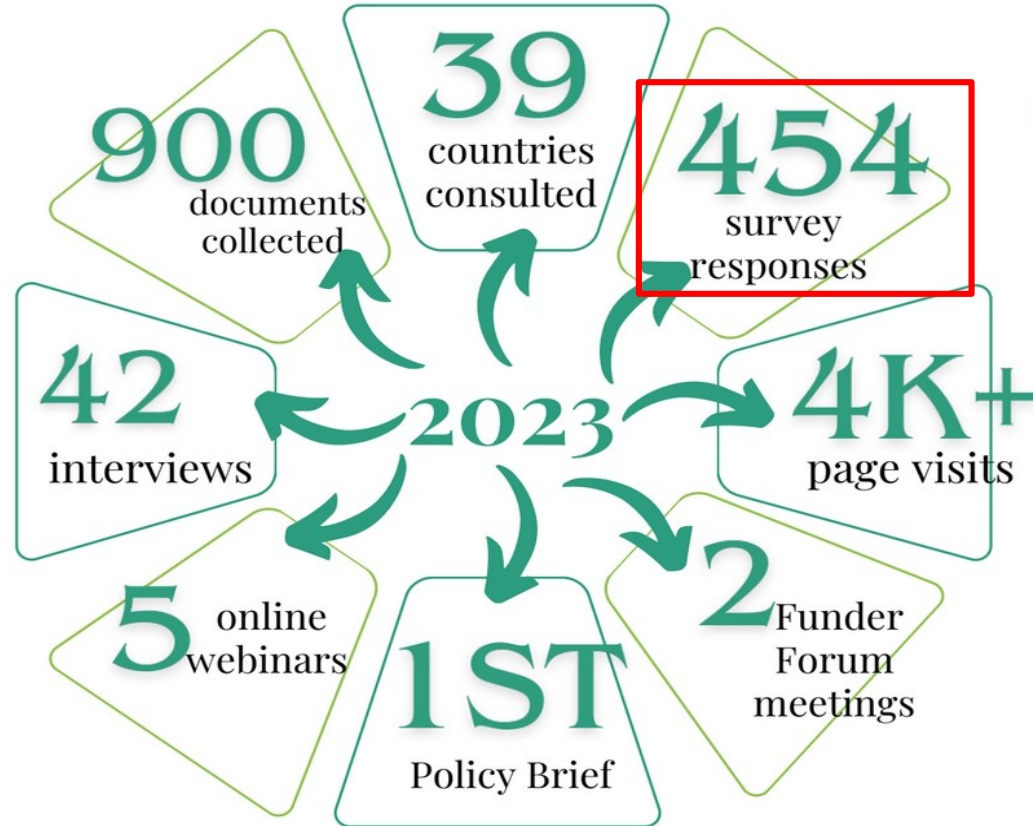 39
countries
consulted
900
documents
collected
454
survey
responses
42
interviews
2023
4K+
page visits
5
online
webinars
1ST
Policy Brief
2
Funder
Forum
meetings